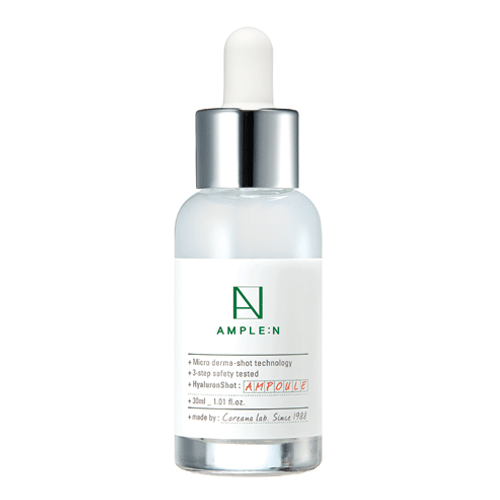 AN
AMPLE:N
+ Micro derma-shot technology
+ 3-step safety tested
+ HyaluronShot : AMPOULE
+ 30ml _ 1.01 fl.oz.
+ made by : Coreana lab. Since 1988